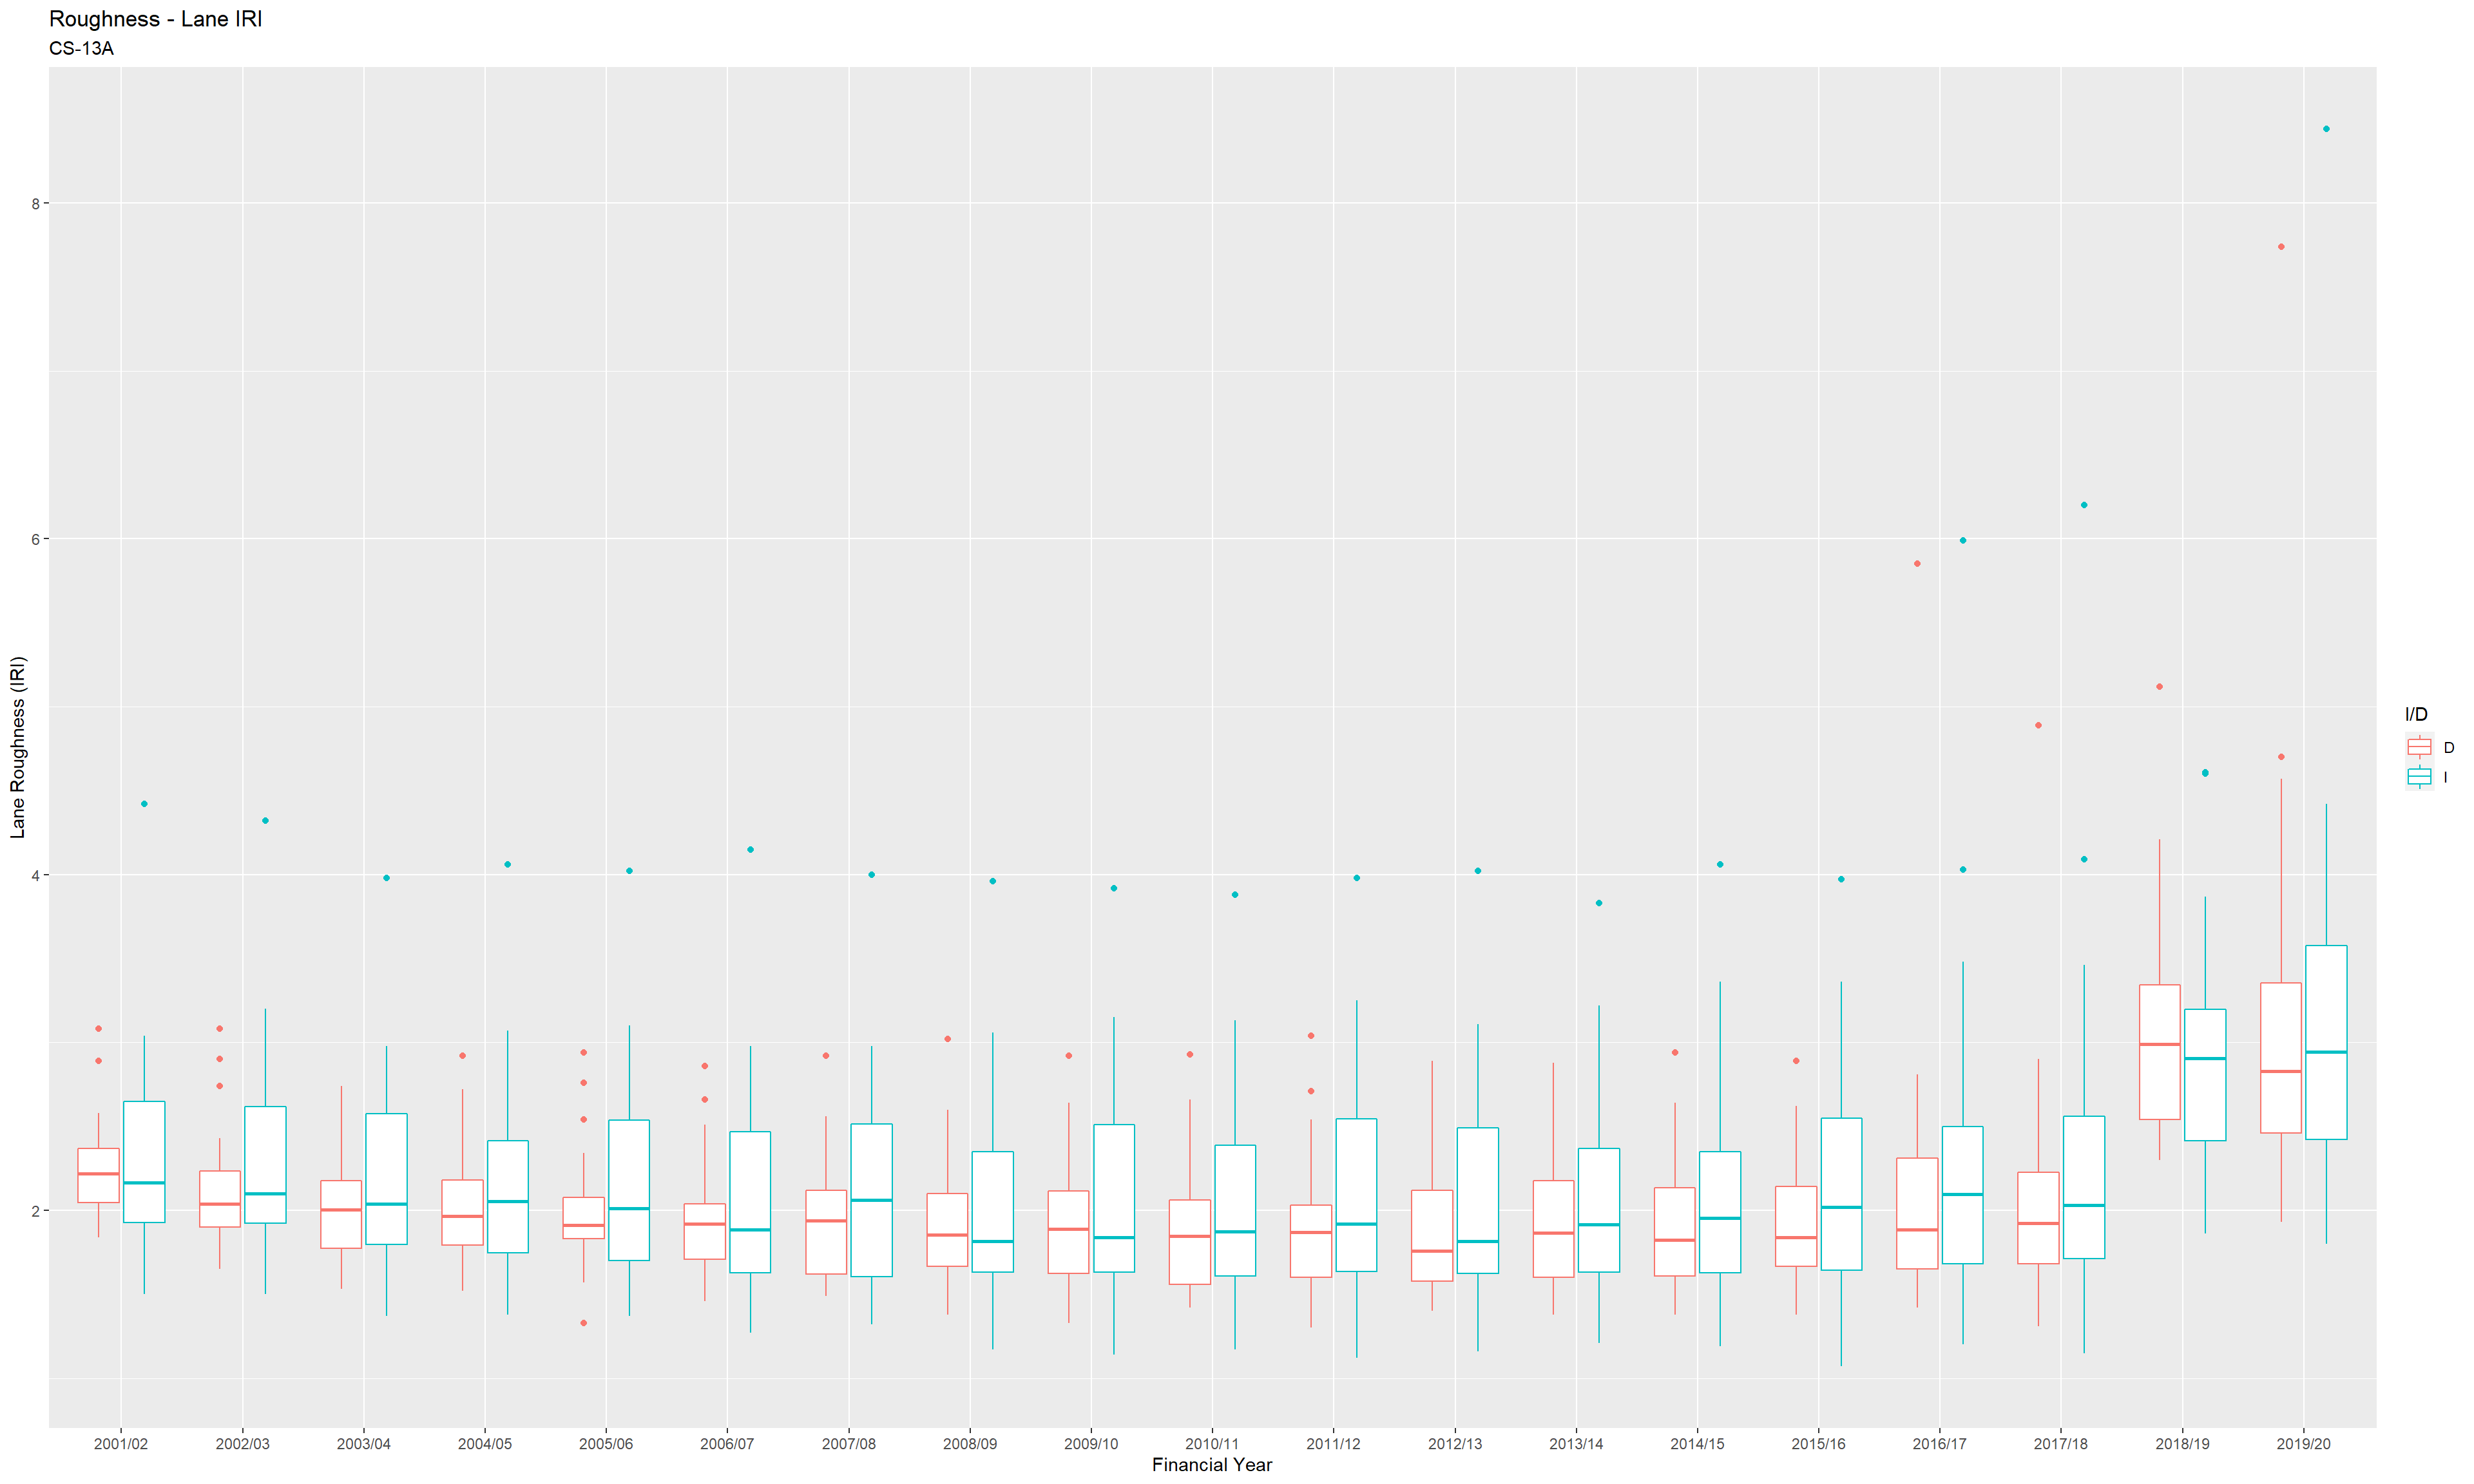 Roughness - Lane IRI
CS-13A
Lane Roughness (IRI)
8
6
4
2
2001/02 2002/03 2003/04 2004/05 2005/06 2006/07 2007/08 2008/09 2009/10 2010/11 2011/12 2012/13 2013/14 2014/15 2015/16 2016/17 2017/18 2018/19 2019/20
Financial Year
I/D
D
I